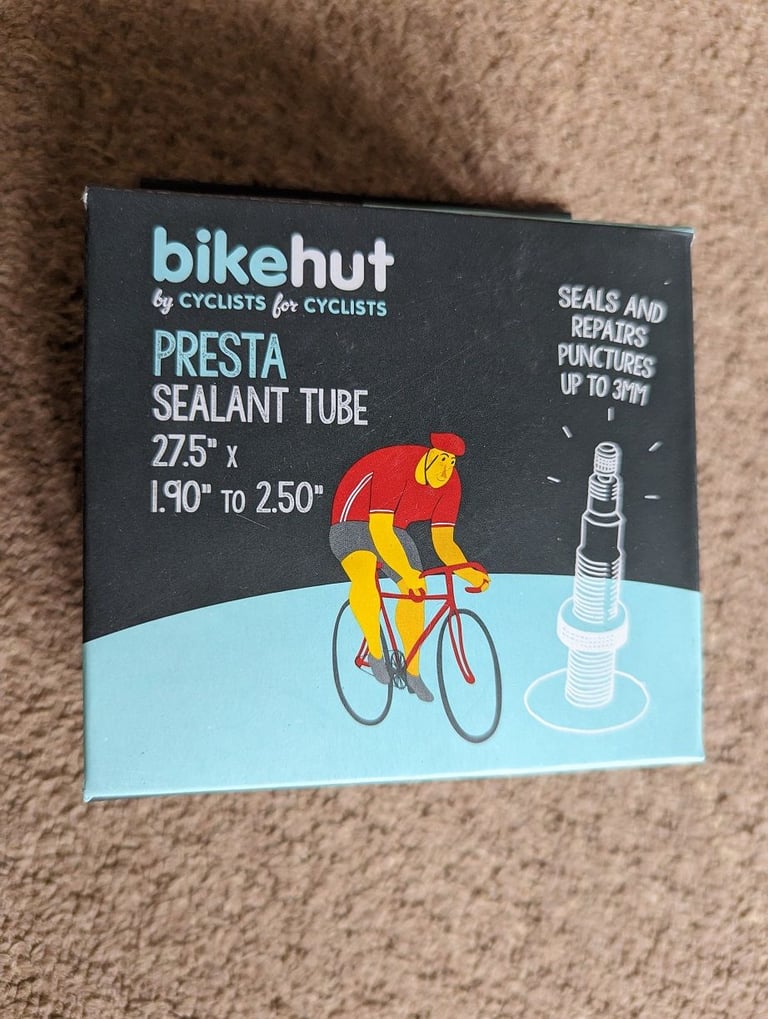 bikehut
by CYCLISTS for CYCLISTS
PRESTA
SEALANT TUBE
27.5" x
1.90" TO 2.50"
SEALS AND
REPAIRS
PUNCTURES
UP TO 3MM